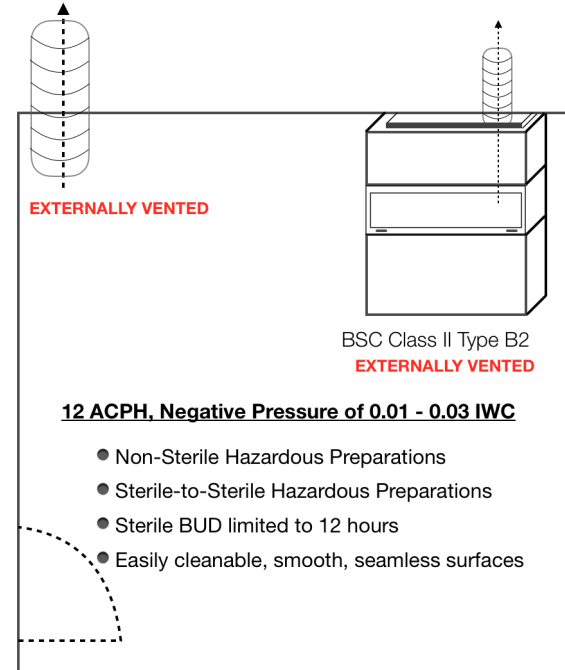 EXTERNALLY VENTED
BSC Class II Type B2
EXTERNALLY VENTED
12 ACPH, Negative Pressure of 0.01 - 0.03 IWC
Non-Sterile Hazardous Preparations
Sterile-to-Sterile Hazardous Preparations
Sterile BUD limited to 12 hours
Easily cleanable, smooth, seamless surfaces